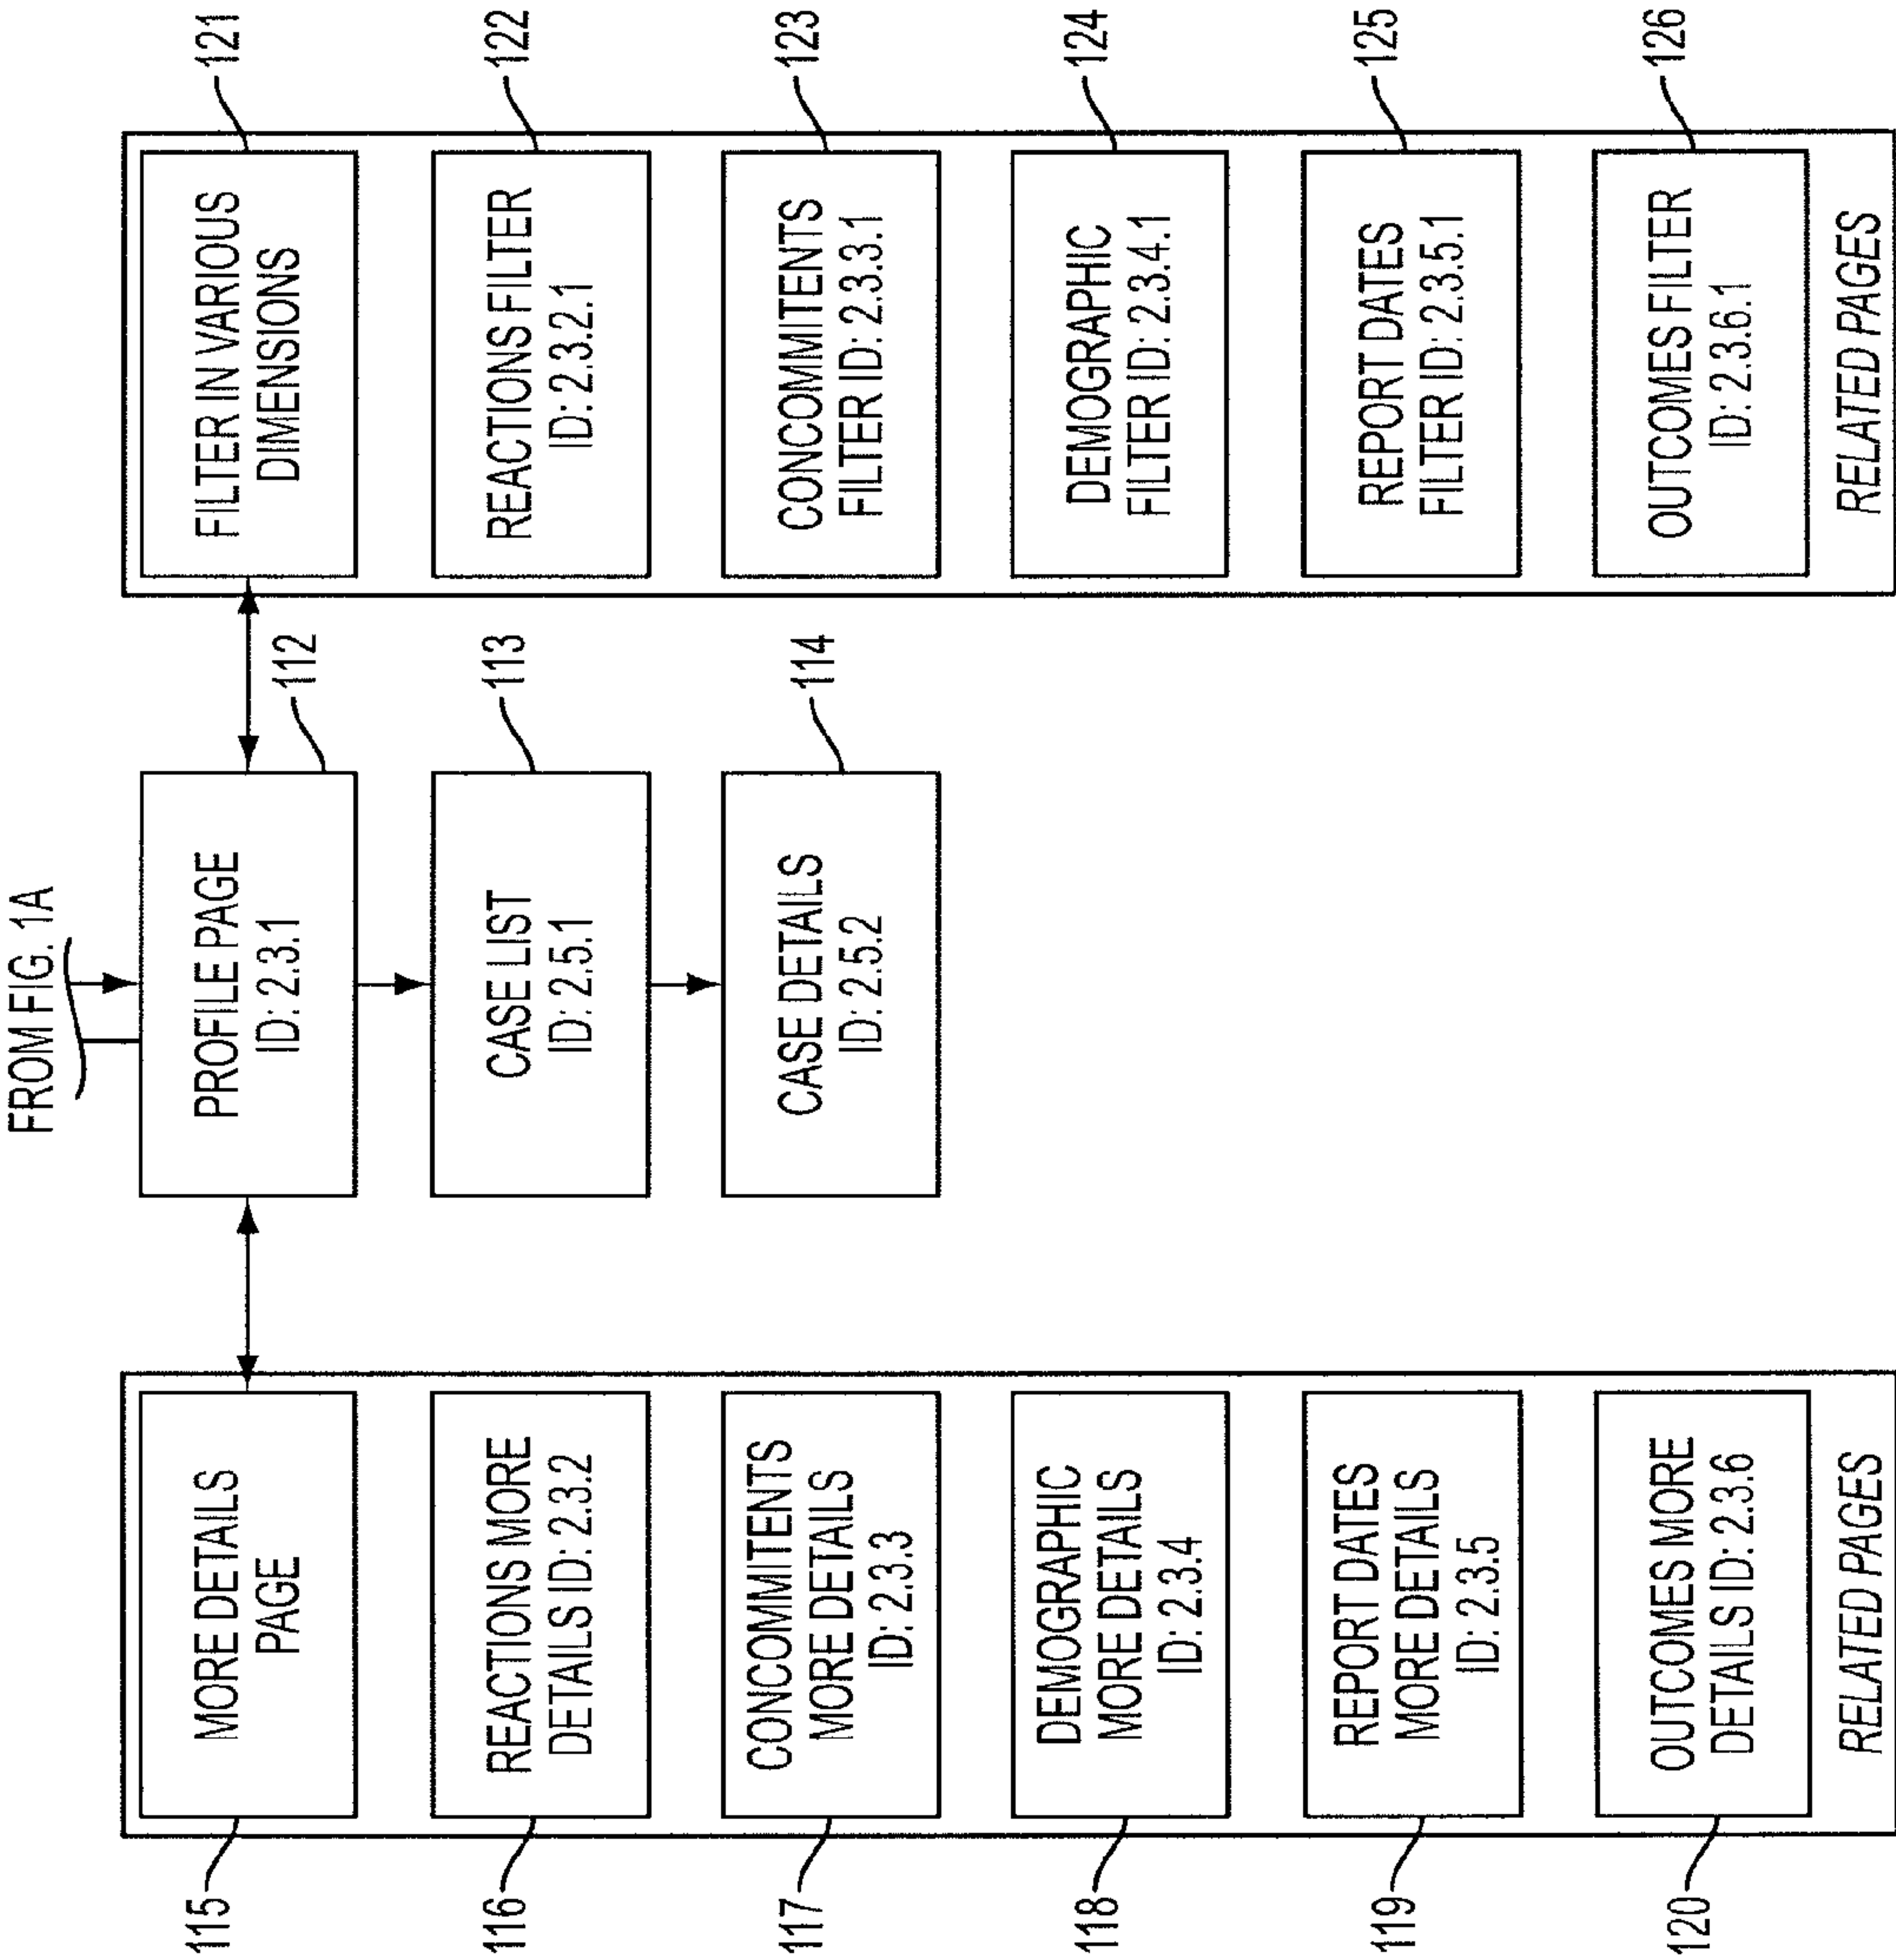 FROM FIG. 1A
115
MORE DETAILS
PAGE
116
REACTIONS MORE
DETAILS ID: 2.3.2
117
CONCOMMITENTS
MORE DETAILS
ID: 2.3.3
118
DEMOGRAPHIC
MORE DETAILS
ID: 2.3.4
119
REPORT DATES
MORE DETAILS
ID: 2.3.5
120
OUTCOMES MORE
DETAILS ID: 2.3.6
RELATED PAGES
PROFILE PAGE
ID: 2.3.1
112
CASE LIST
ID: 2.5.1
113
CASE DETAILS
ID: 2.5.2
114
FILTER IN VARIOUS
DIMENSIONS
121
REACTIONS FILTER
ID: 2.3.2.1
122
CONCOMMITENTS
FILTER ID: 2.3.3.1
123
DEMOGRAPHIC
FILTER ID: 2.3.4.1
124
REPORT DATES
FILTER ID: 2.3.5.1
125
OUTCOMES FILTER
ID: 2.3.6.1
126
RELATED PAGES